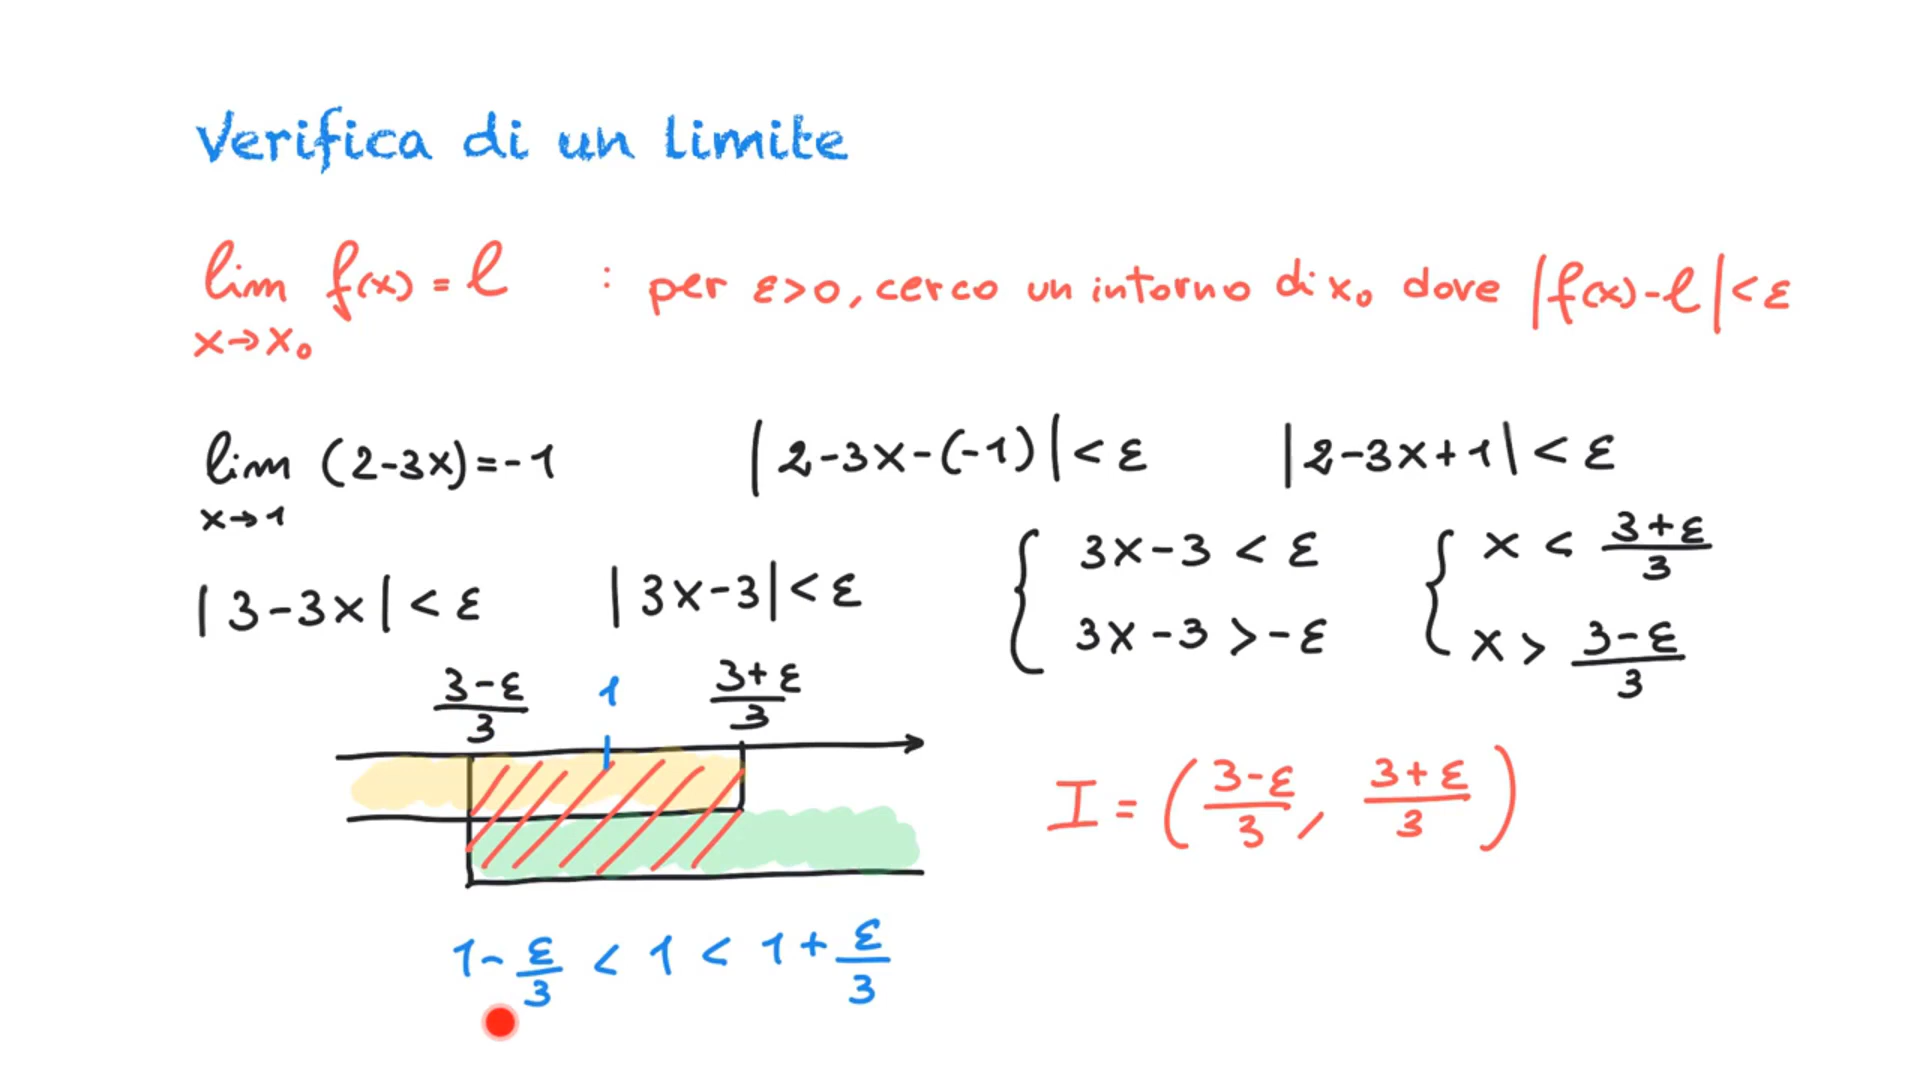 Verifica di un limite
lim x→x₀ f(x) = l : per ε>0, cerco un intorno di x₀ dove |f(x)-l|<ε
lim x→1 (2-3x)=-1 |2-3x-(-1)|<ε |2-3x+1|<ε
|3-3x|<ε |3x-3|<ε { 3x-3<ε { x < (3+ε)/3
3x-3>-ε x > (3-ε)/3
(3-ε)/3 1 (3+ε)/3
I = ((3-ε)/3, (3+ε)/3)
1-ε/3 < 1 < 1+ε/3